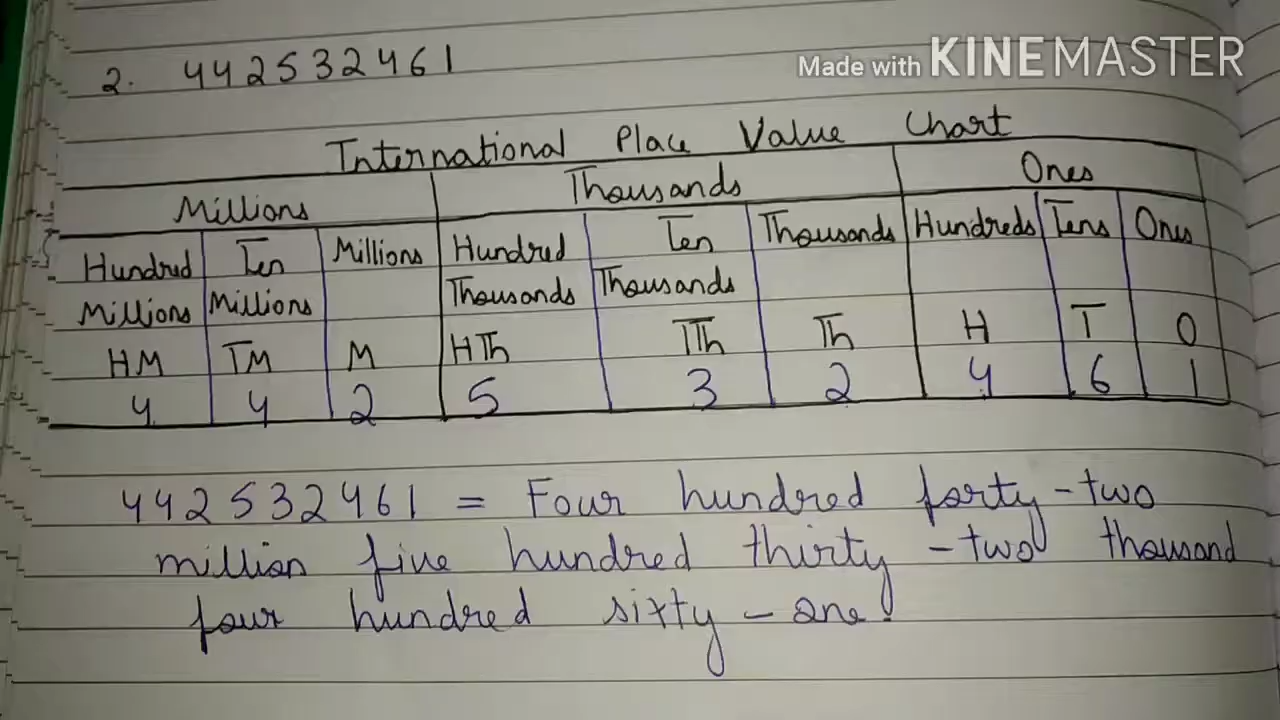 Made with KINEMASTER
2. 442532461
International Place Value Chart
Millions Thousands Ones
Hundred Ten Millions Hundred Ten Thousands Hundreds Tens Ones
Millions Millions Thousands Thousands
HM TM M HTh TTh Th H T O
4 4 2 5 3 2 4 6 1
442532461 = Four hundred forty-two
million five hundred thirty-two thousand
four hundred sixty-one.